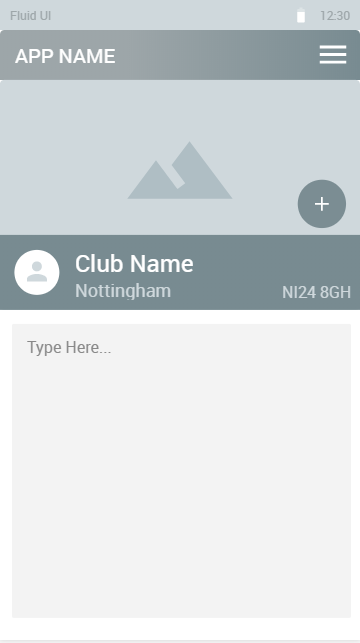 Fluid UI 12:30
APP NAME
Club Name
Nottingham NI24 8GH
Type Here...